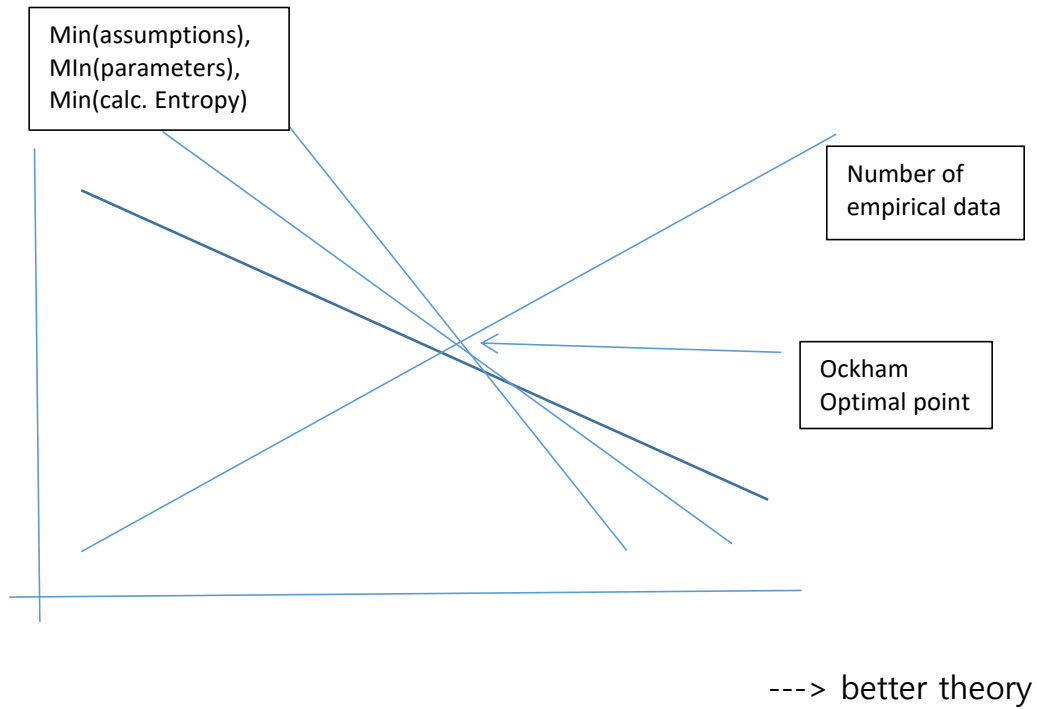 Min(assumptions),
MIn(parameters),
Min(calc. Entropy)
Number of
empirical data
Ockham
Optimal point
---> better theory